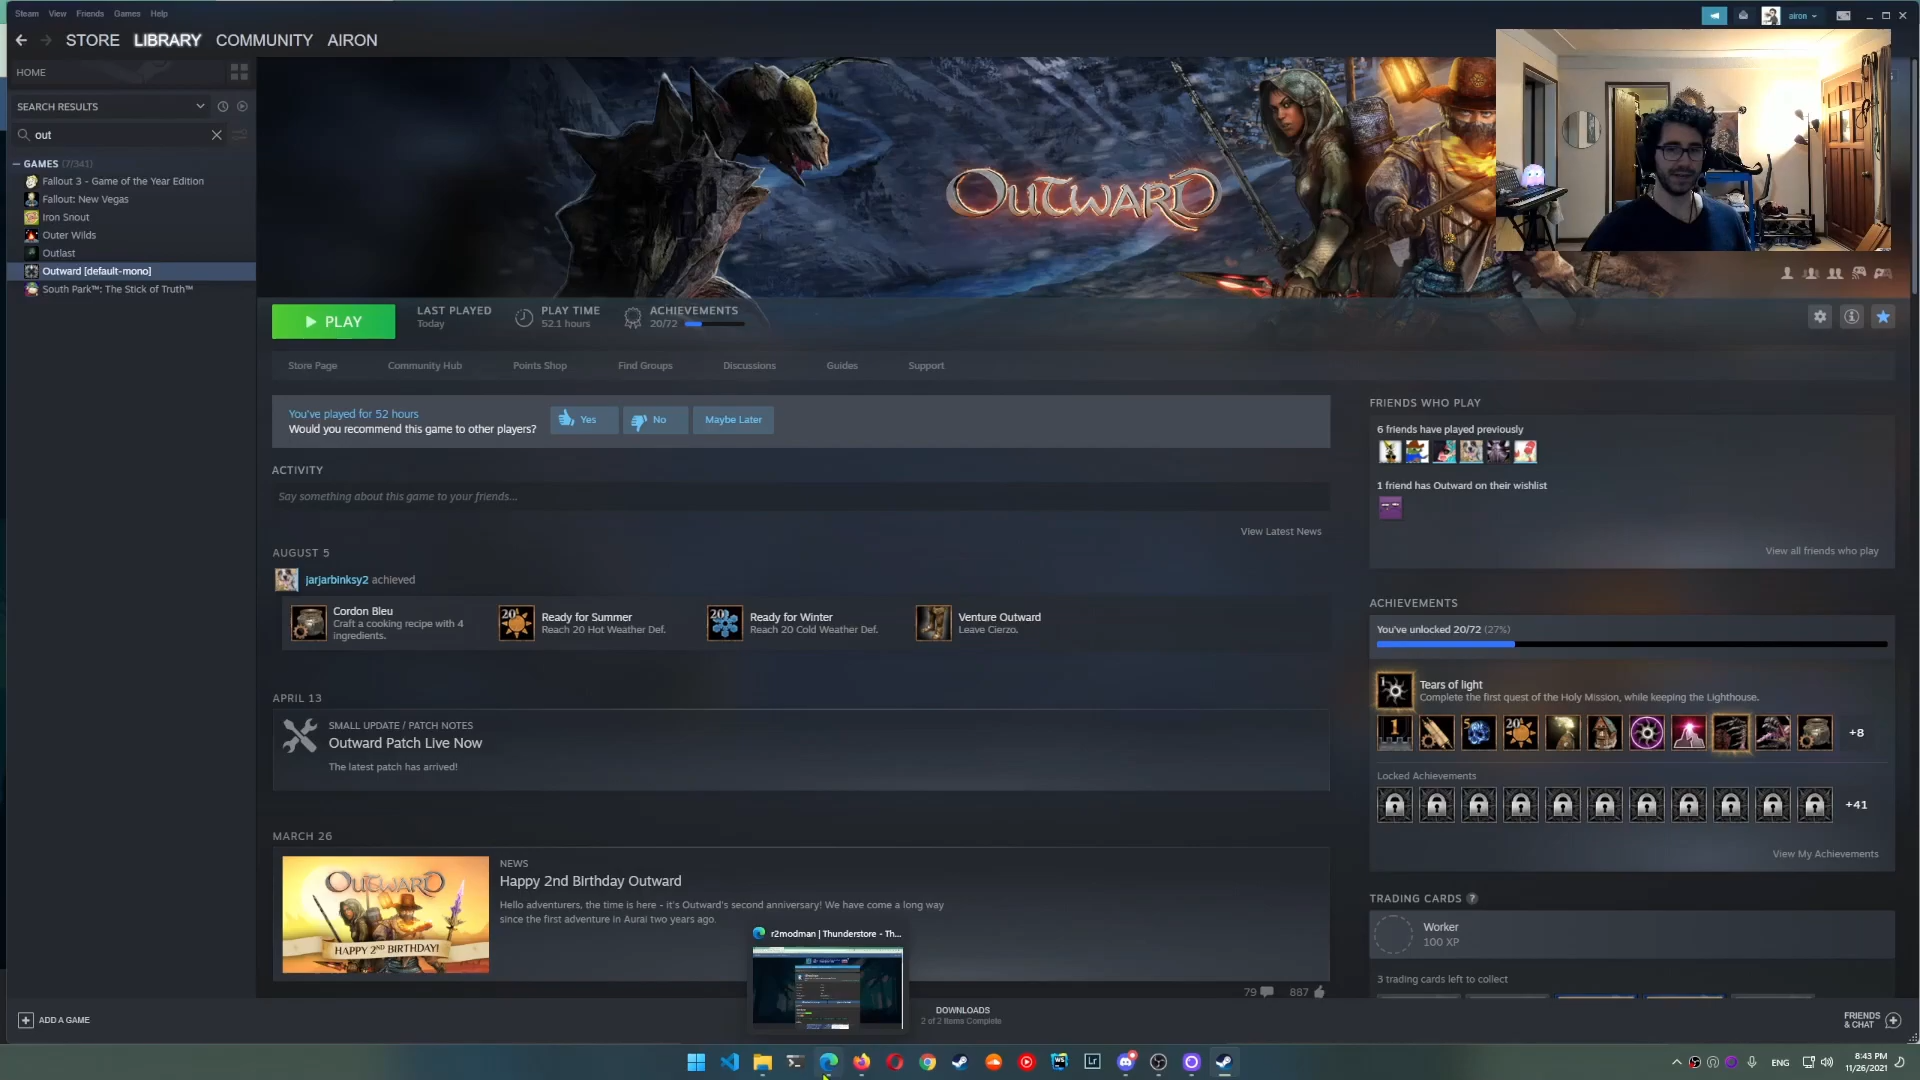 Steam View Friends Games Help
airon
STORE LIBRARY COMMUNITY AIRON
HOME
SEARCH RESULTS
out
GAMES (7/341)
Fallout 3 - Game of the Year Edition
Fallout: New Vegas
Iron Snout
Outer Wilds
Outlast
Outward [default-mono]
South Park™: The Stick of Truth™
OUTWARD
PLAY
LAST PLAYED
Today
PLAY TIME
52.1 hours
ACHIEVEMENTS
20/72
Store Page Community Hub Points Shop Find Groups Discussions Guides Support
You've played for 52 hours
Would you recommend this game to other players?
Yes No Maybe Later
ACTIVITY
Say something about this game to your friends...
View Latest News
AUGUST 5
jarjarbinksy2 achieved
Cordon Bleu
Craft a cooking recipe with 4
ingredients.
Ready for Summer
Reach 20 Hot Weather Def.
Ready for Winter
Reach 20 Cold Weather Def.
Venture Outward
Leave Cierzo.
APRIL 13
SMALL UPDATE / PATCH NOTES
Outward Patch Live Now
The latest patch has arrived!
MARCH 26
OUTWARD
HAPPY 2ND BIRTHDAY!
NEWS
Happy 2nd Birthday Outward
Hello adventurers, the time is here - it's Outward's second anniversary! We have come a long way
since the first adventure in Aurai two years ago.
79 887
FRIENDS WHO PLAY
6 friends have played previously
1 friend has Outward on their wishlist
View all friends who play
ACHIEVEMENTS
You've unlocked 20/72 (27%)
Tears of light
Complete the first quest of the Holy Mission, while keeping the Lighthouse.
+8
Locked Achievements
+41
View My Achievements
TRADING CARDS ?
Worker
100 XP
3 trading cards left to collect
r2modman | Thunderstore - Th...
ADD A GAME
DOWNLOADS
2 of 2 Items Complete
FRIENDS
& CHAT
ENG
8:43 PM
11/26/2021